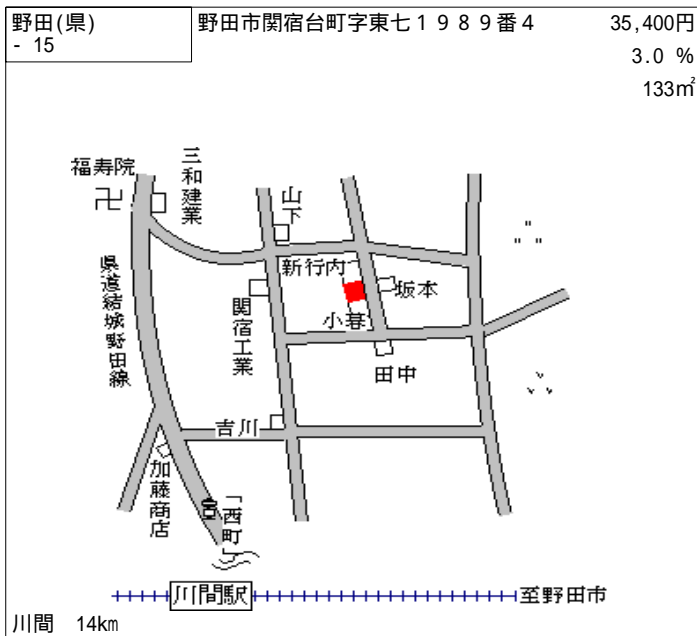 野田(県)
- 15
野田市関宿台町字東七１９８９番４
35,400円
3.0 %
133㎡
福寿院
三和建業
山下
新行内
坂本
関宿工業
小暮
田中
県道結城野田線
吉川
加藤商店
「西町」
川間駅
至野田市
川間　14km